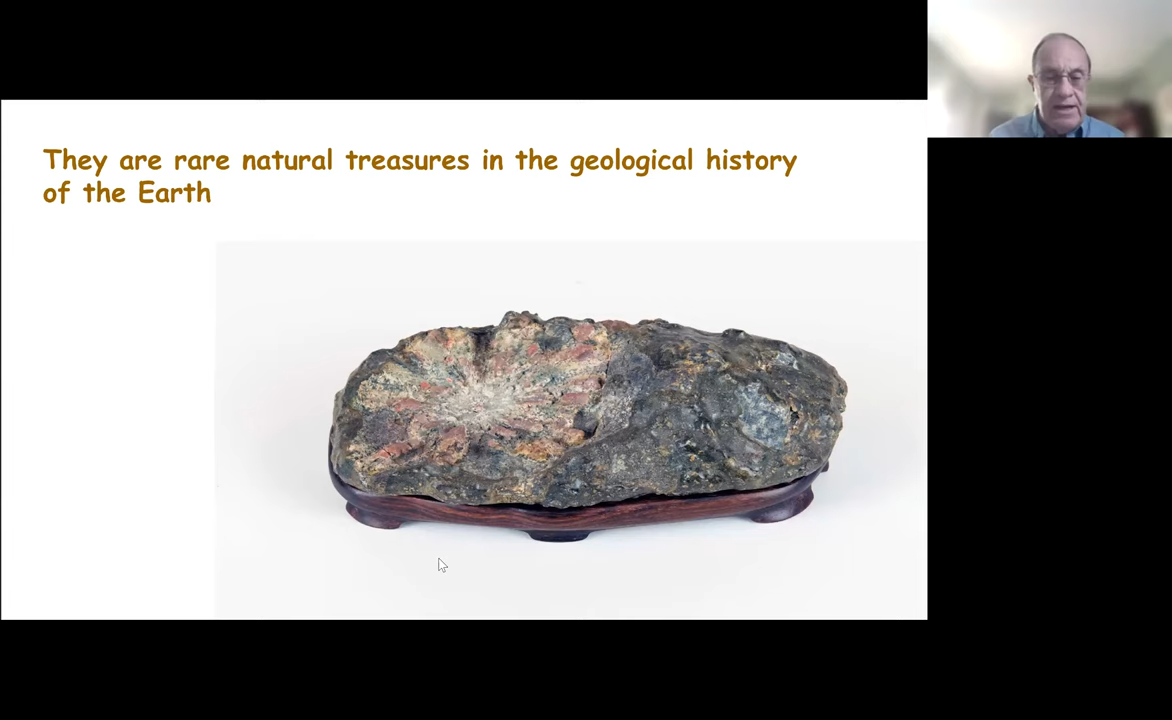 They are rare natural treasures in the geological history
of the Earth